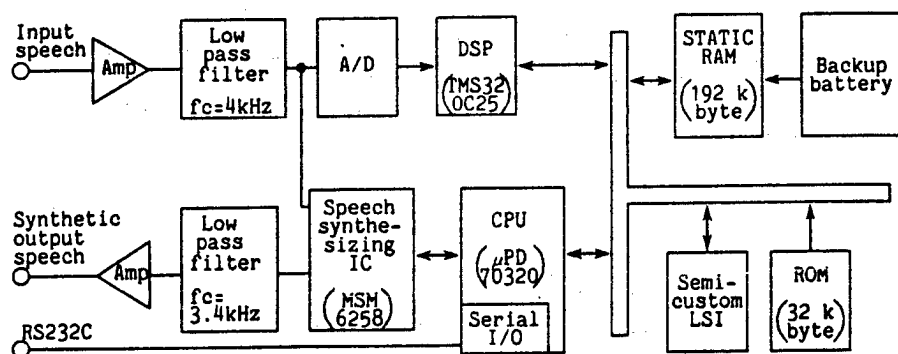 Input
speech
Amp
Low
pass
filter
fc=4kHz
A/D
DSP
(TMS32
0C25)
STATIC
RAM
(192 k
byte)
Backup
battery
Synthetic
output
speech
Amp
Low
pass
filter
fc=
3.4kHz
Speech
synthe-
sizing
IC
(MSM
6258)
CPU
(μPD
70320)
Serial
I/O
Semi-
custom
LSI
ROM
(32 k
byte)
RS232C